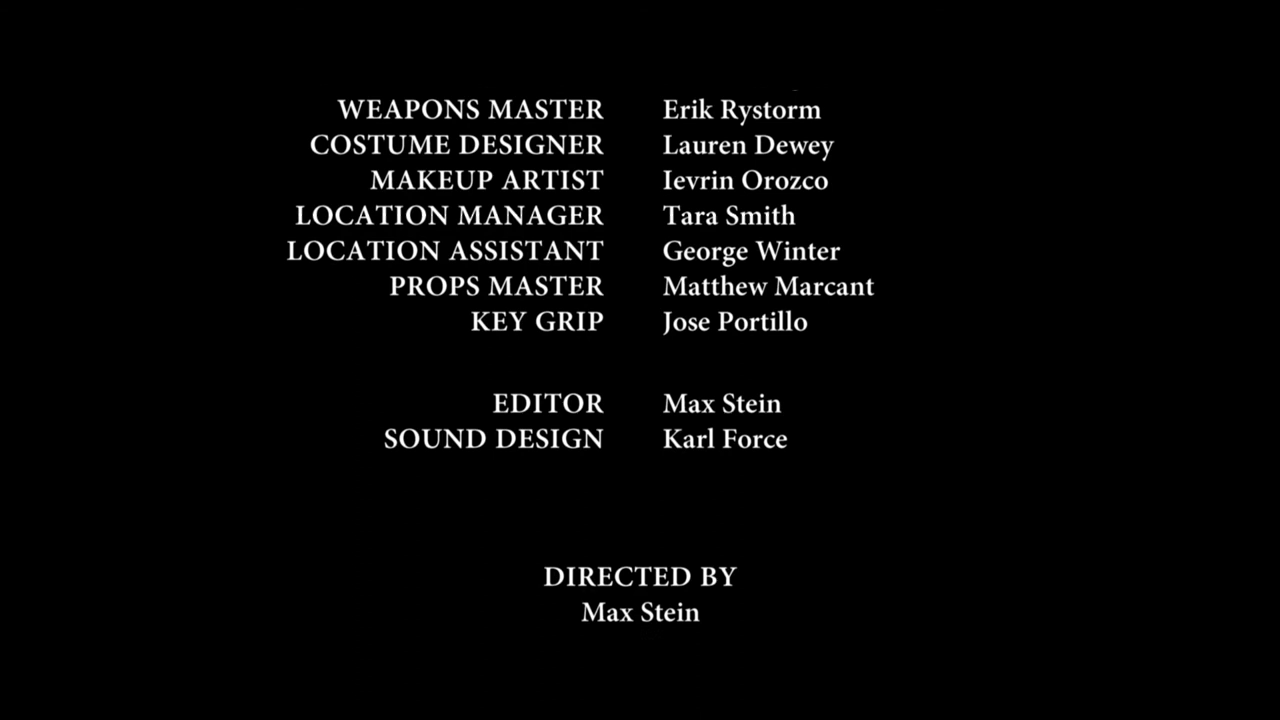 WEAPONS MASTER Erik Rystorm
COSTUME DESIGNER Lauren Dewey
MAKEUP ARTIST Ievrin Orozco
LOCATION MANAGER Tara Smith
LOCATION ASSISTANT George Winter
PROPS MASTER Matthew Marcant
KEY GRIP Jose Portillo
EDITOR Max Stein
SOUND DESIGN Karl Force
DIRECTED BY
Max Stein